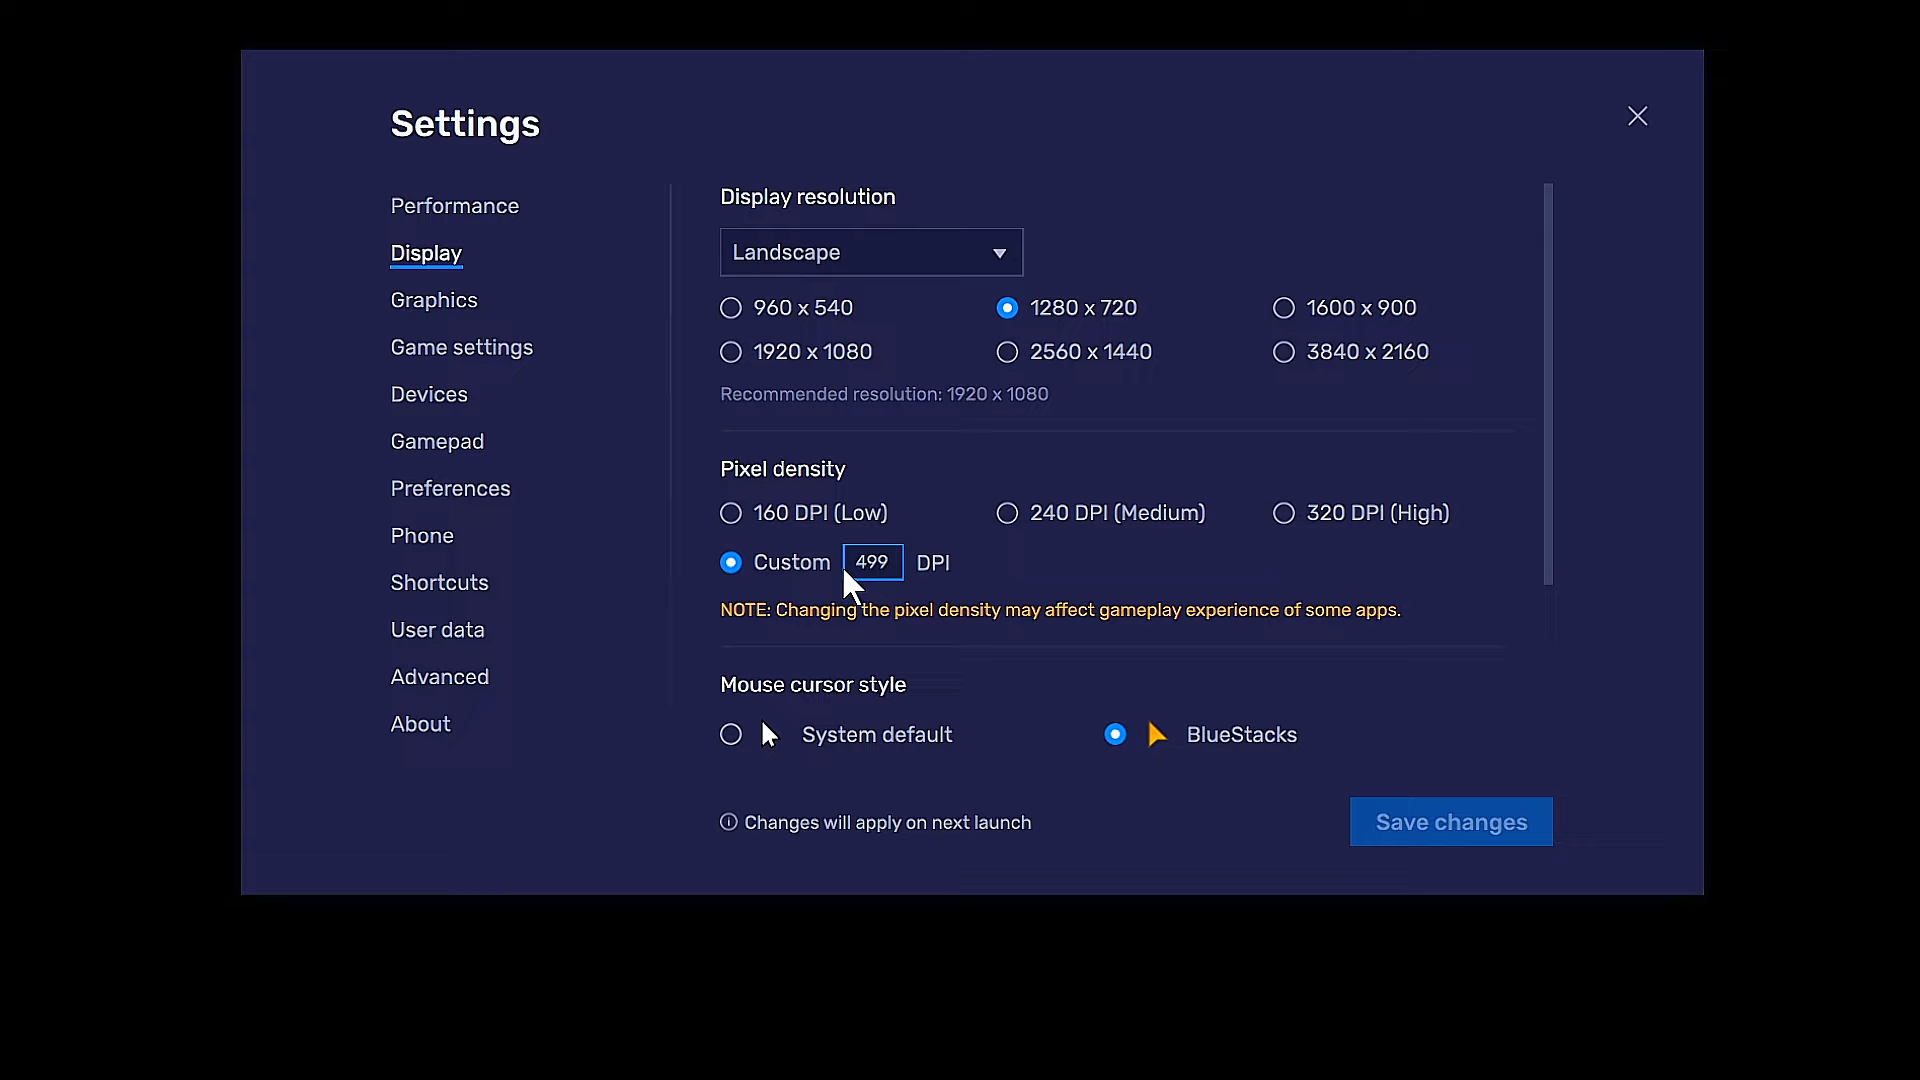 Settings
Performance
Display
Graphics
Game settings
Devices
Gamepad
Preferences
Phone
Shortcuts
User data
Advanced
About
Display resolution
Landscape
960 x 540
1280 x 720
1600 x 900
1920 x 1080
2560 x 1440
3840 x 2160
Recommended resolution: 1920 x 1080
Pixel density
160 DPI (Low)
240 DPI (Medium)
320 DPI (High)
Custom 499 DPI
NOTE: Changing the pixel density may affect gameplay experience of some apps.
Mouse cursor style
System default
BlueStacks
Changes will apply on next launch
Save changes